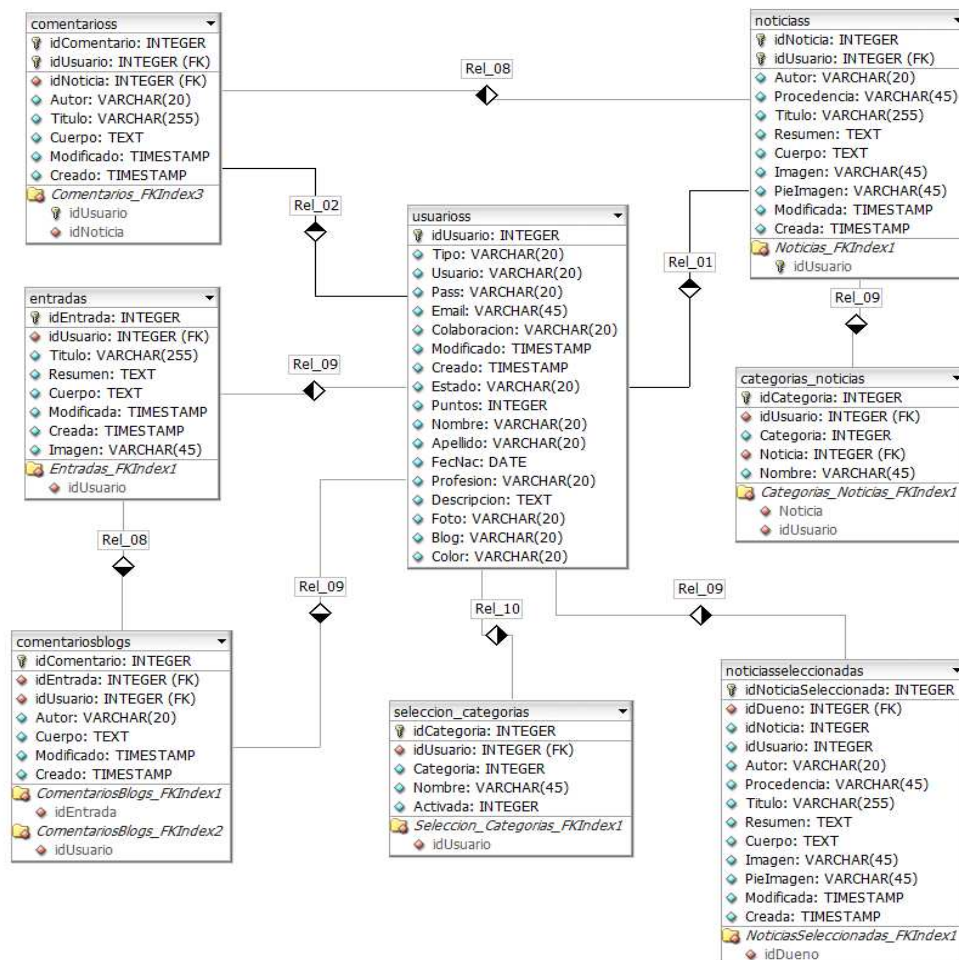 comentarioss
idComentario: INTEGER
idUsuario: INTEGER (FK)
idNoticia: INTEGER (FK)
Autor: VARCHAR(20)
Titulo: VARCHAR(255)
Cuerpo: TEXT
Modificado: TIMESTAMP
Creado: TIMESTAMP
Comentarios_FKIndex3
idUsuario
idNoticia
Rel_08
noticiass
idNoticia: INTEGER
idUsuario: INTEGER (FK)
Autor: VARCHAR(20)
Procedencia: VARCHAR(45)
Titulo: VARCHAR(255)
Resumen: TEXT
Cuerpo: TEXT
Imagen: VARCHAR(45)
PieImagen: VARCHAR(45)
Modificada: TIMESTAMP
Creada: TIMESTAMP
Noticias_FKIndex1
idUsuario
Rel_02
usuarioss
idUsuario: INTEGER
Tipo: VARCHAR(20)
Usuario: VARCHAR(20)
Pass: VARCHAR(20)
Email: VARCHAR(45)
Colaboracion: VARCHAR(20)
Modificado: TIMESTAMP
Creado: TIMESTAMP
Estado: VARCHAR(20)
Puntos: INTEGER
Nombre: VARCHAR(20)
Apellido: VARCHAR(20)
FecNac: DATE
Profesion: VARCHAR(20)
Descripcion: TEXT
Foto: VARCHAR(20)
Blog: VARCHAR(20)
Color: VARCHAR(20)
Rel_01
entradas
idEntrada: INTEGER
idUsuario: INTEGER (FK)
Titulo: VARCHAR(255)
Resumen: TEXT
Cuerpo: TEXT
Modificada: TIMESTAMP
Creada: TIMESTAMP
Imagen: VARCHAR(45)
Entradas_FKIndex1
idUsuario
Rel_09
Rel_09
categorias_noticias
idCategoria: INTEGER
idUsuario: INTEGER (FK)
Categoria: INTEGER
Noticia: INTEGER (FK)
Nombre: VARCHAR(45)
Categorias_Noticias_FKIndex1
Noticia
idUsuario
Rel_08
Rel_09
Rel_10
Rel_09
comentariosblogs
idComentario: INTEGER
idEntrada: INTEGER (FK)
idUsuario: INTEGER (FK)
Autor: VARCHAR(20)
Cuerpo: TEXT
Modificado: TIMESTAMP
Creado: TIMESTAMP
ComentariosBlogs_FKIndex1
idEntrada
ComentariosBlogs_FKIndex2
idUsuario
seleccion_categorias
idCategoria: INTEGER
idUsuario: INTEGER (FK)
Categoria: INTEGER
Nombre: VARCHAR(45)
Activada: INTEGER
Seleccion_Categorias_FKIndex1
idUsuario
noticiasseleccionadas
idNoticiaSeleccionada: INTEGER
idDueno: INTEGER (FK)
idNoticia: INTEGER
idUsuario: INTEGER
Autor: VARCHAR(20)
Procedencia: VARCHAR(45)
Titulo: VARCHAR(255)
Resumen: TEXT
Cuerpo: TEXT
Imagen: VARCHAR(45)
PieImagen: VARCHAR(45)
Modificada: TIMESTAMP
Creada: TIMESTAMP
NoticiasSeleccionadas_FKIndex1
idDueno